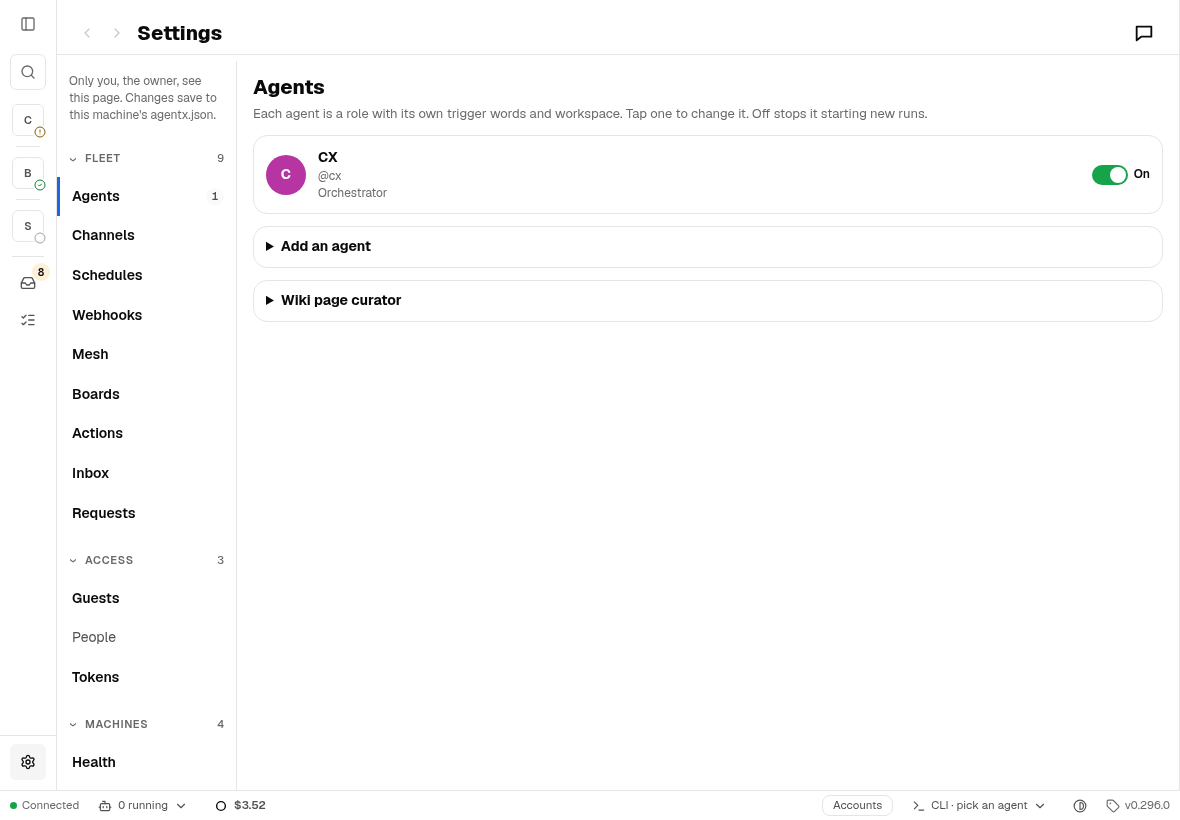 Settings
C
B
S
8
Only you, the owner, see
this page. Changes save to
this machine's agentx.json.
FLEET 9
Agents 1
Channels
Schedules
Webhooks
Mesh
Boards
Actions
Inbox
Requests
ACCESS 3
Guests
People
Tokens
MACHINES 4
Health
Agents
Each agent is a role with its own trigger words and workspace. Tap one to change it. Off stops it starting new runs.
C
CX
@cx
Orchestrator
On
Add an agent
Wiki page curator
Connected 0 running $3.52 Accounts CLI · pick an agent v0.296.0